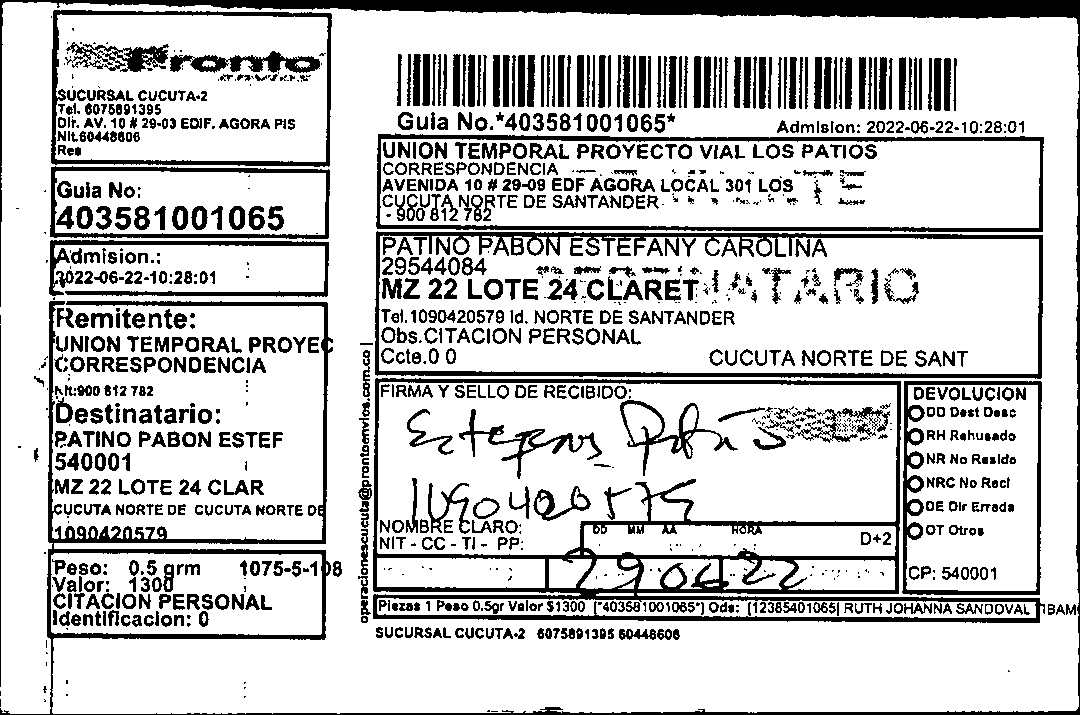 Pronto
ENVIOS
SUCURSAL CUCUTA-2
Tel. 6075891395
Dir. AV. 10 # 29-03 EDIF. AGORA PIS
Nit.60448606
Res
Guia No:
403581001065
Admision.:
2022-06-22-10:28:01
Remitente:
UNION TEMPORAL PROYEC
CORRESPONDENCIA
Nit:900 812 782
Destinatario:
PATINO PABON ESTEF
540001
MZ 22 LOTE 24 CLAR
CUCUTA NORTE DE CUCUTA NORTE DE
1090420579
Peso: 0.5 grm 1075-5-108
Valor: 1300
CITACION PERSONAL
Identificacion: 0
Guia No.*403581001065*
Admision: 2022-06-22-10:28:01
UNION TEMPORAL PROYECTO VIAL LOS PATIOS
CORRESPONDENCIA
AVENIDA 10 # 29-09 EDF AGORA LOCAL 301 LOS
CUCUTA NORTE DE SANTANDER
- 900 812 782
PATINO PABON ESTEFANY CAROLINA
29544084
DESTINATARIO
MZ 22 LOTE 24 CLARET
Tel.1090420579 Id. NORTE DE SANTANDER
Obs.CITACION PERSONAL
Ccte.0 0 CUCUTA NORTE DE SANT
operacionescucuta@prontoenvios.com.co
FIRMA Y SELLO DE RECIBIDO:
Patiño
1090420579
NOMBRE CLARO:
NIT - CC - TI - PP:
DD MM AA HORA
D+2
290622
DEVOLUCION
DD Dest Desc
RH Rehusado
NR No Reside
NRC No Recl
DE Dir Errada
OT Otros
CP: 540001
Piezas 1 Peso 0.5gr Valor $1300 [*403581001065*] Ods: [12385401065] RUTH JOHANNA SANDOVAL
SUCURSAL CUCUTA-2 6075891395 60448606